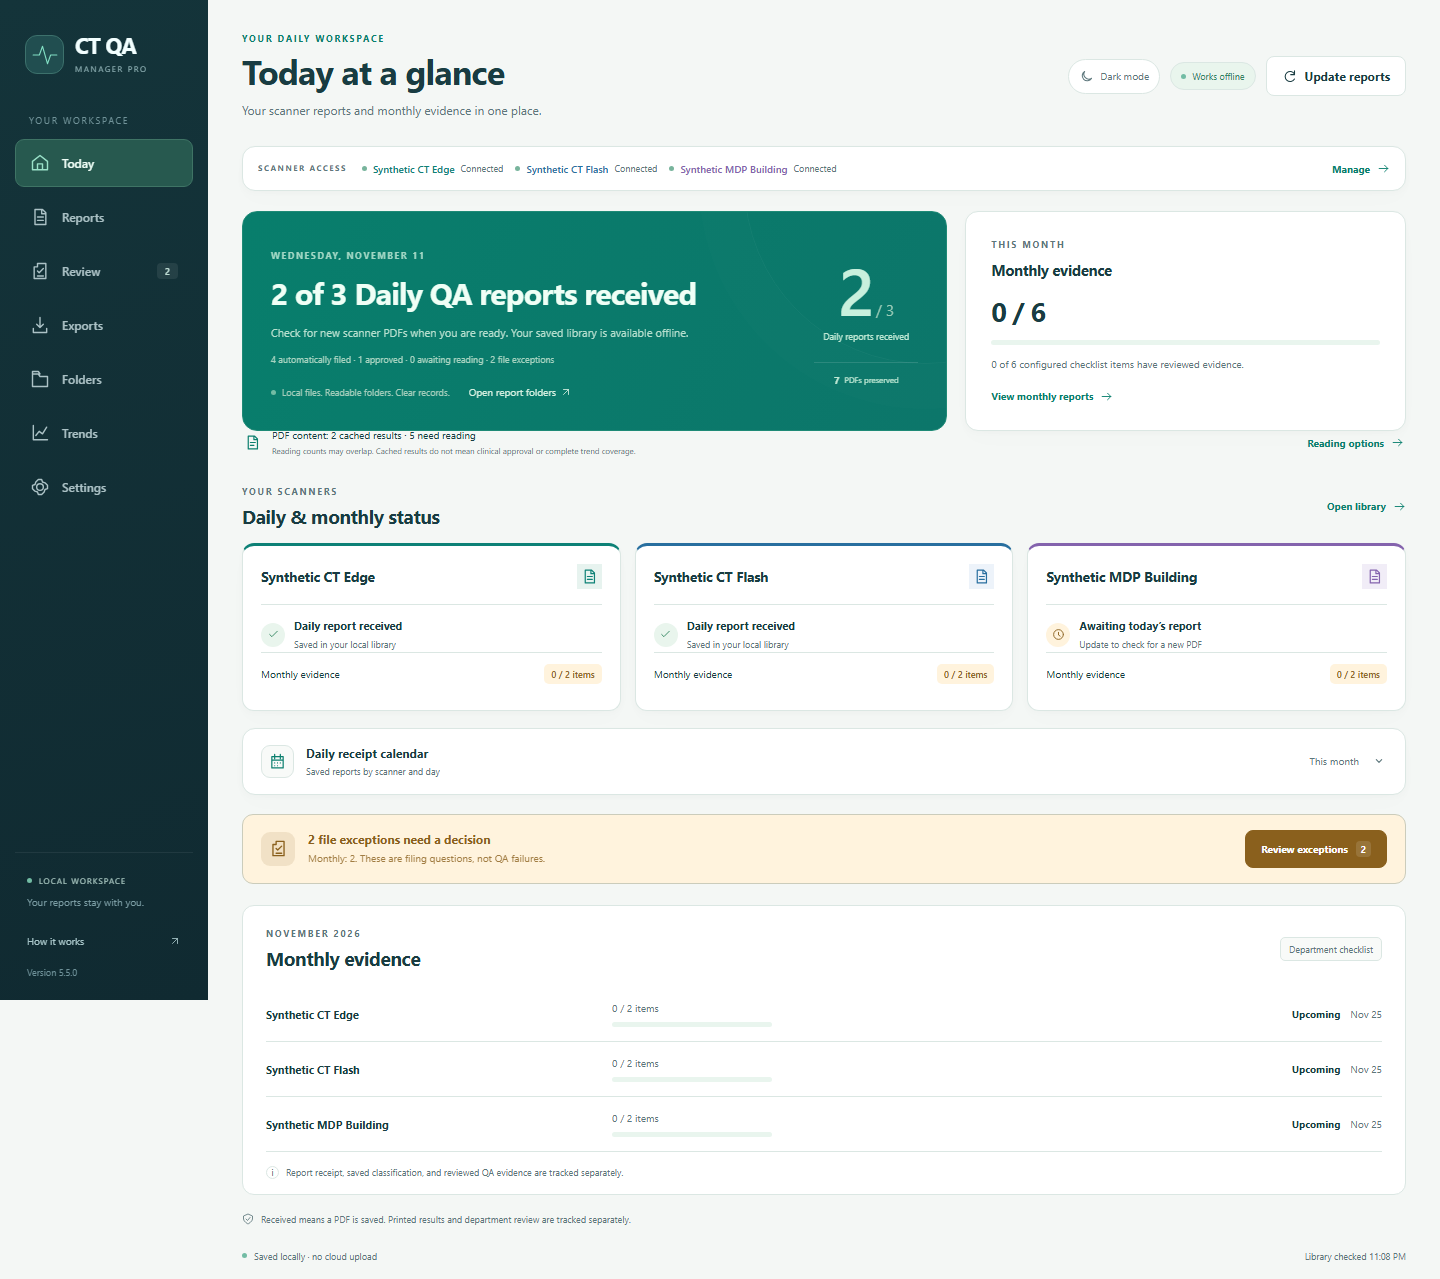 CT QA
MANAGER PRO
YOUR WORKSPACE
Today
Reports
Review 2
Exports
Folders
Trends
Settings
LOCAL WORKSPACE
Your reports stay with you.
How it works
Version 5.5.0
YOUR DAILY WORKSPACE
Today at a glance
Your scanner reports and monthly evidence in one place.
Dark mode
Works offline
Update reports
SCANNER ACCESS Synthetic CT Edge Connected Synthetic CT Flash Connected Synthetic MDP Building Connected Manage
WEDNESDAY, NOVEMBER 11
2 of 3 Daily QA reports received
Check for new scanner PDFs when you are ready. Your saved library is available offline.
4 automatically filed · 1 approved · 0 awaiting reading · 2 file exceptions
Local files. Readable folders. Clear records. Open report folders
2 / 3
Daily reports received
7 PDFs preserved
THIS MONTH
Monthly evidence
0 / 6
0 of 6 configured checklist items have reviewed evidence.
View monthly reports
PDF content: 2 cached results · 5 need reading
Reading counts may overlap. Cached results do not mean clinical approval or complete trend coverage.
Reading options
YOUR SCANNERS
Daily & monthly status
Open library
Synthetic CT Edge
Daily report received
Saved in your local library
Monthly evidence 0 / 2 items
Synthetic CT Flash
Daily report received
Saved in your local library
Monthly evidence 0 / 2 items
Synthetic MDP Building
Awaiting today's report
Update to check for a new PDF
Monthly evidence 0 / 2 items
Daily receipt calendar
Saved reports by scanner and day
This month
2 file exceptions need a decision
Monthly: 2. These are filing questions, not QA failures.
Review exceptions 2
NOVEMBER 2026
Monthly evidence
Department checklist
Synthetic CT Edge 0 / 2 items Upcoming Nov 25
Synthetic CT Flash 0 / 2 items Upcoming Nov 25
Synthetic MDP Building 0 / 2 items Upcoming Nov 25
Report receipt, saved classification, and reviewed QA evidence are tracked separately.
Received means a PDF is saved. Printed results and department review are tracked separately.
Saved locally · no cloud upload
Library checked 11:08 PM